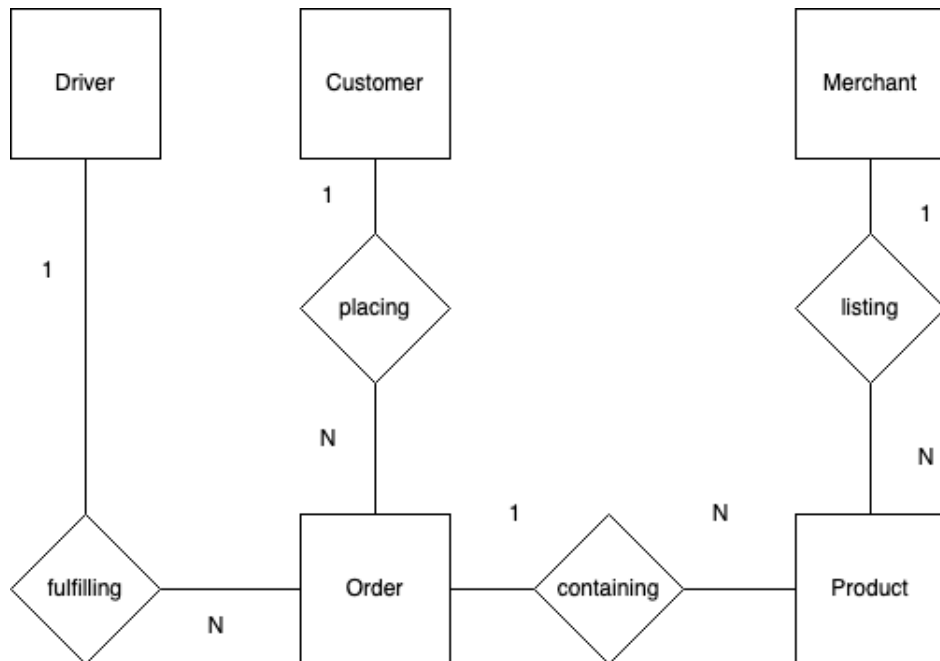 Driver
Customer
Merchant
1
1
1
placing
listing
N
N
1
N
fulfilling
Order
containing
Product
N